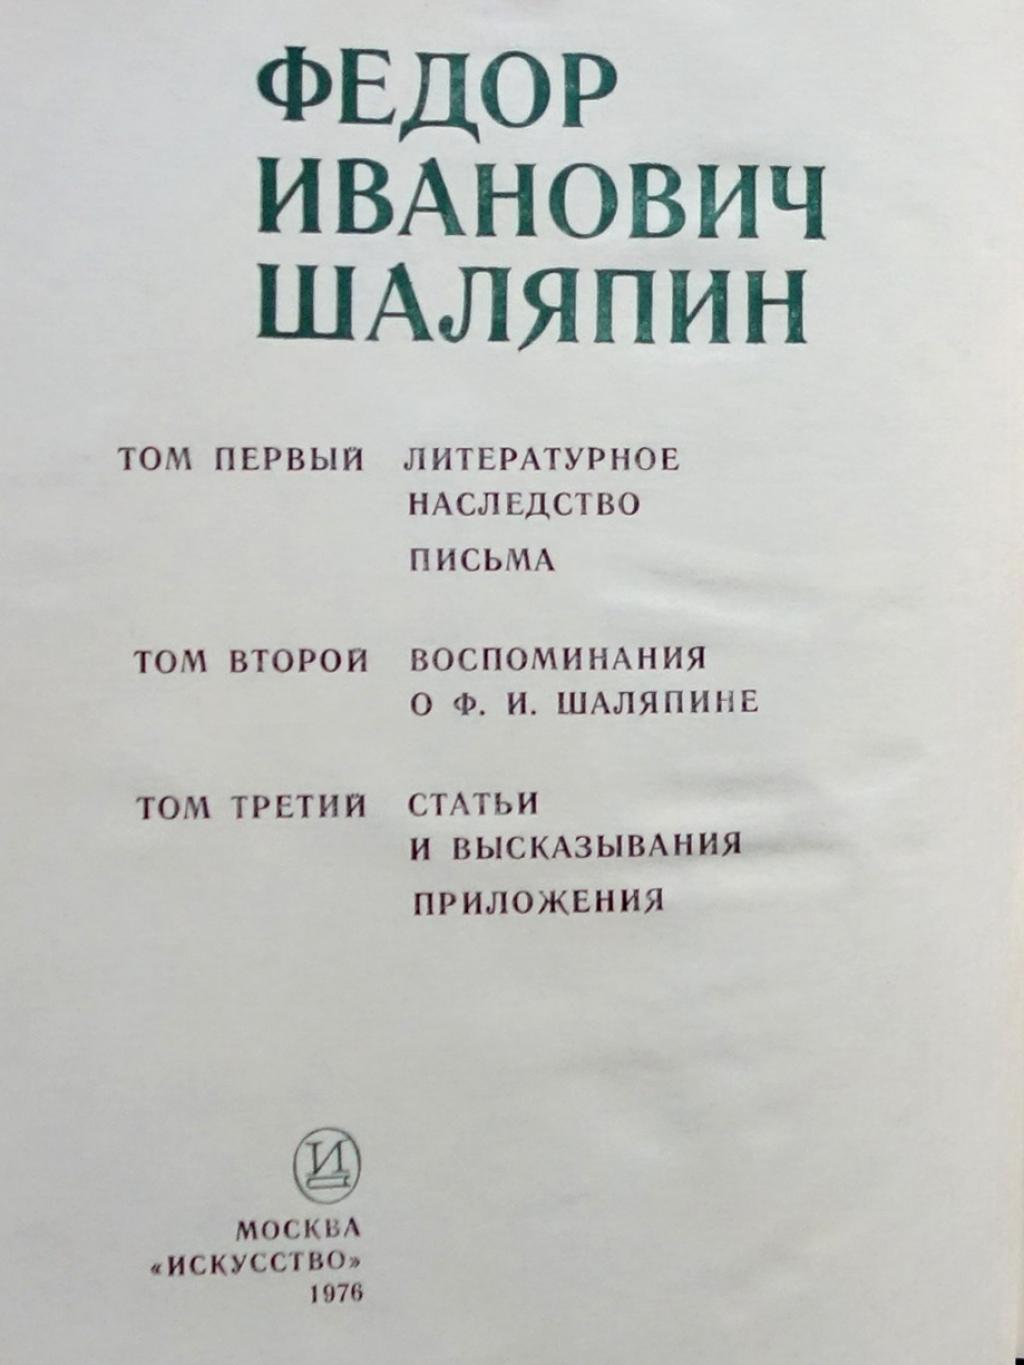 ФЕДОР
ИВАНОВИЧ
ШАЛЯПИН
ТОМ ПЕРВЫЙ ЛИТЕРАТУРНОЕ
НАСЛЕДСТВО
ПИСЬМА
ТОМ ВТОРОЙ ВОСПОМИНАНИЯ
О Ф. И. ШАЛЯПИНЕ
ТОМ ТРЕТИЙ СТАТЬИ
И ВЫСКАЗЫВАНИЯ
ПРИЛОЖЕНИЯ
И
МОСКВА
«ИСКУССТВО»
1976